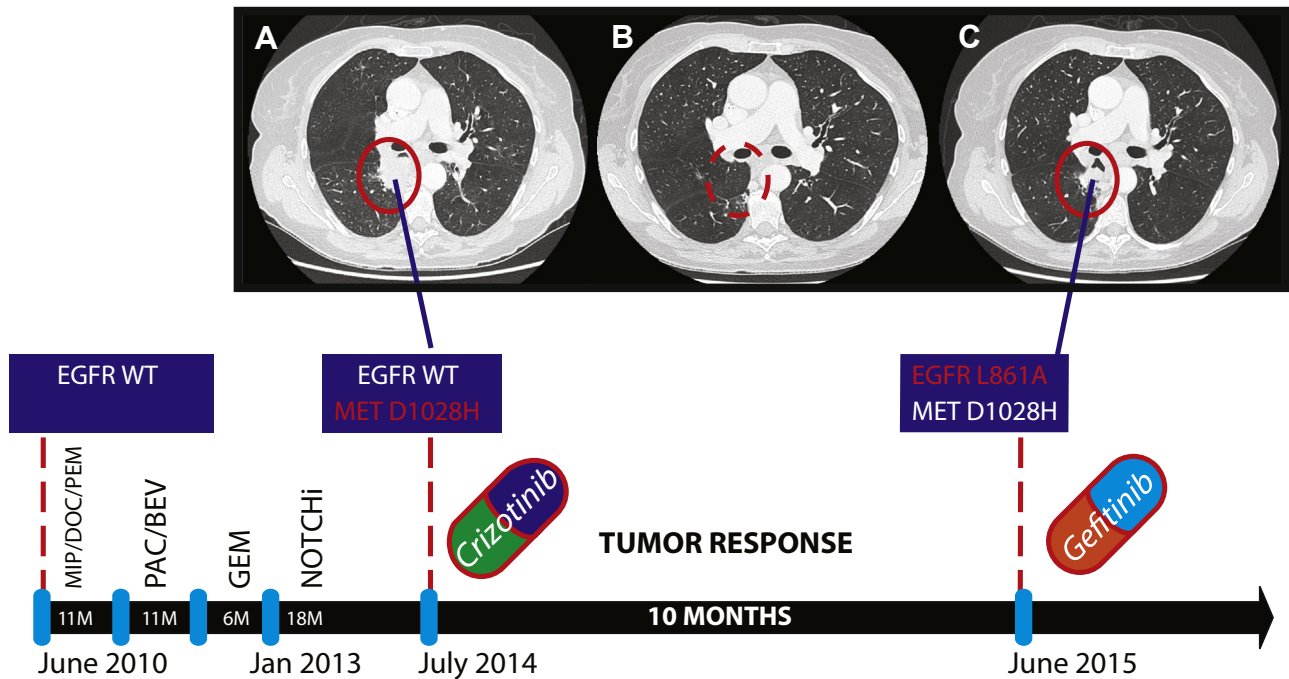 A
B
C
EGFR WT
EGFR WT
MET D1028H
EGFR L861A
MET D1028H
MIP/DOC/PEM
PAC/BEV
GEM
NOTCHi
Crizotinib
TUMOR RESPONSE
Gefitinib
11M
11M
6M
18M
10 MONTHS
June 2010
Jan 2013
July 2014
June 2015